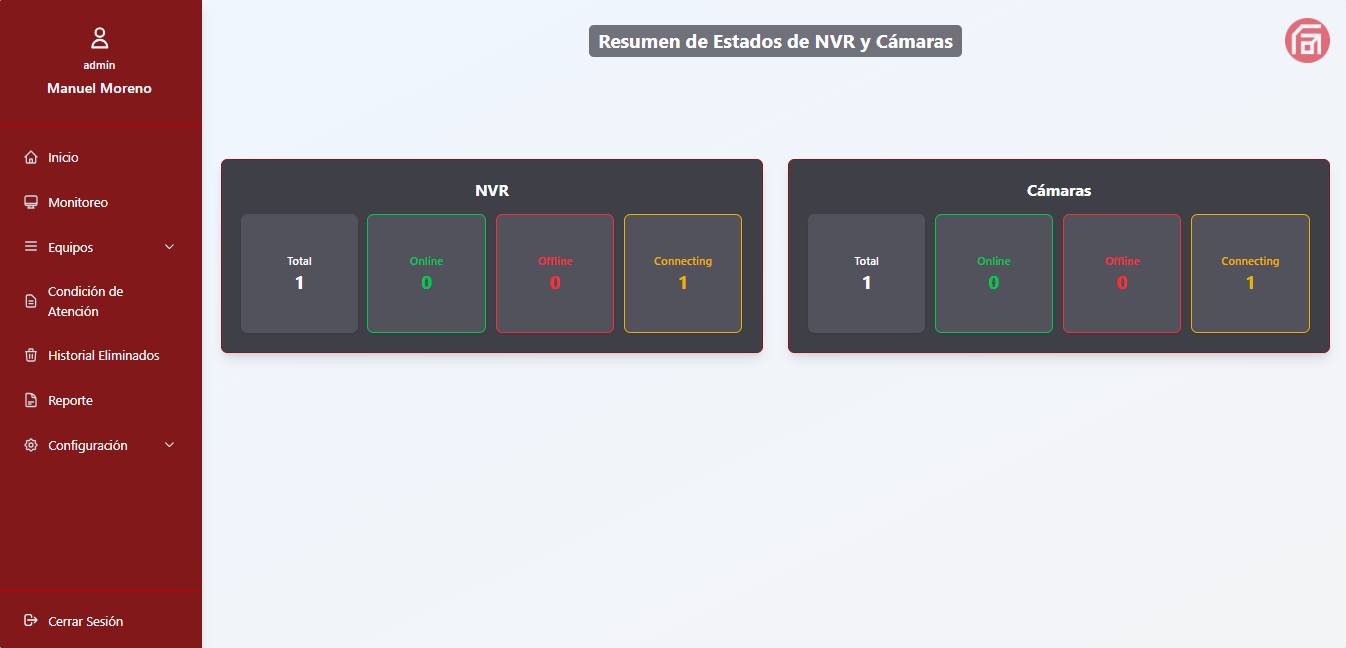 admin
Manuel Moreno
Inicio
Monitoreo
Equipos
Condición de
Atención
Historial Eliminados
Reporte
Configuración
Cerrar Sesión
Resumen de Estados de NVR y Cámaras
NVR
Total
1
Online
0
Offline
0
Connecting
1
Cámaras
Total
1
Online
0
Offline
0
Connecting
1